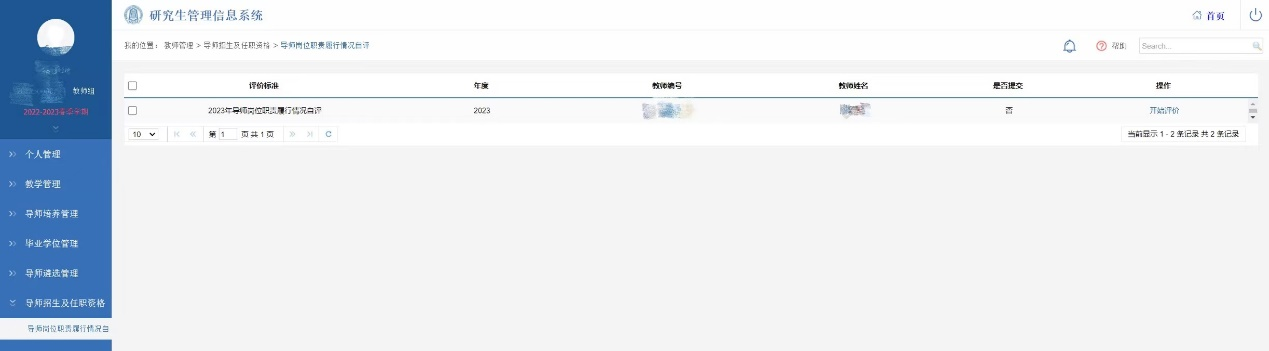 研究生管理信息系统
首页
教师组
2022-2023春季学期
我的位置： 教师管理 > 导师招生及任职资格 > 导师岗位职责履行情况自评
帮助
Search...
评价标准 年度 教师编号 教师姓名 是否提交 操作
2023年导师岗位职责履行情况自评 2023 否 开始评价
10 第 1 页 共 1 页
当前显示 1 - 2 条记录 共 2 条记录
个人管理
教学管理
导师培养管理
毕业学位管理
导师遴选管理
导师招生及任职资格
导师岗位职责履行情况自